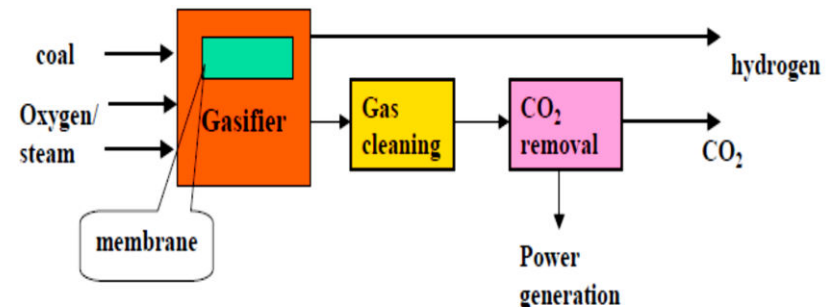 coal
Oxygen/
steam
membrane
Gasifier
Gas
cleaning
CO₂
removal
hydrogen
CO₂
Power
generation